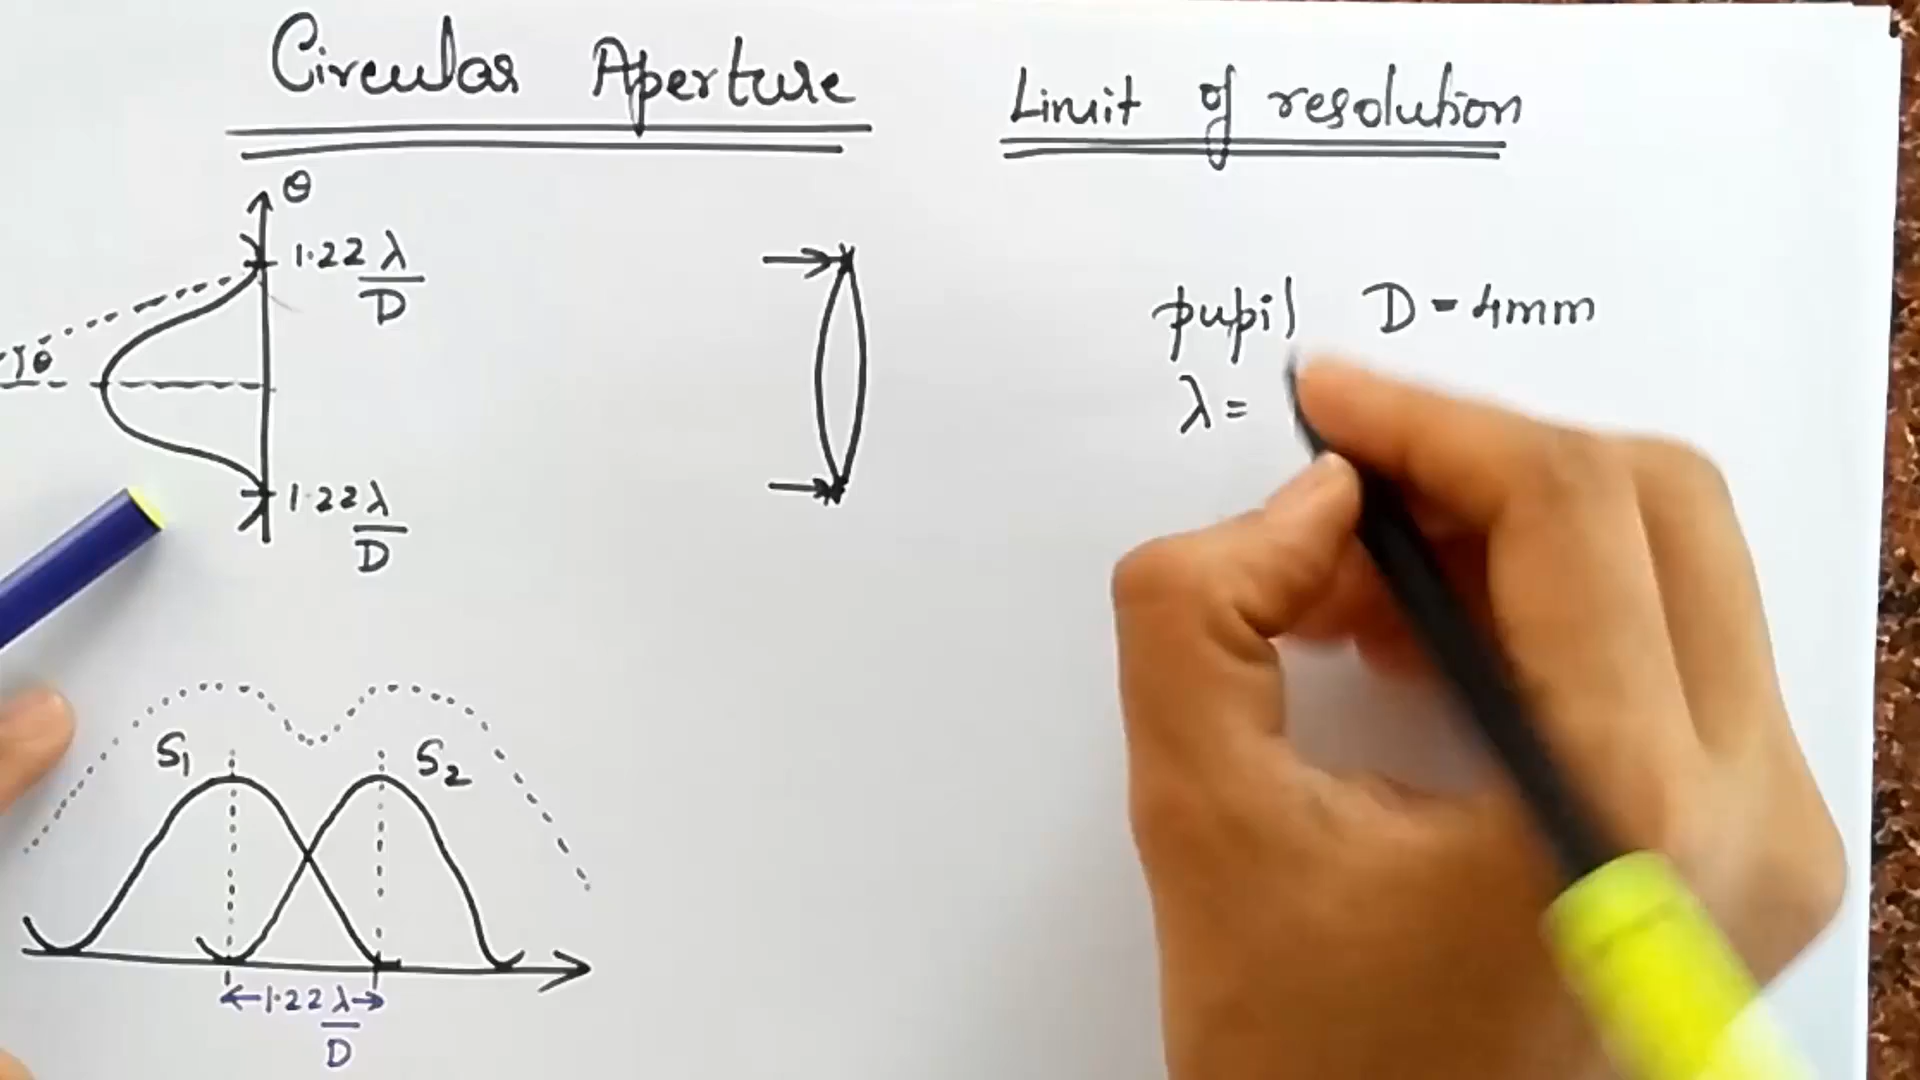 Circular Aperture
Limit of resolution
θ
1.22 λ/D
θ
1.22 λ/D
pupil D = 4mm
λ =
S1 S2
1.22 λ/D